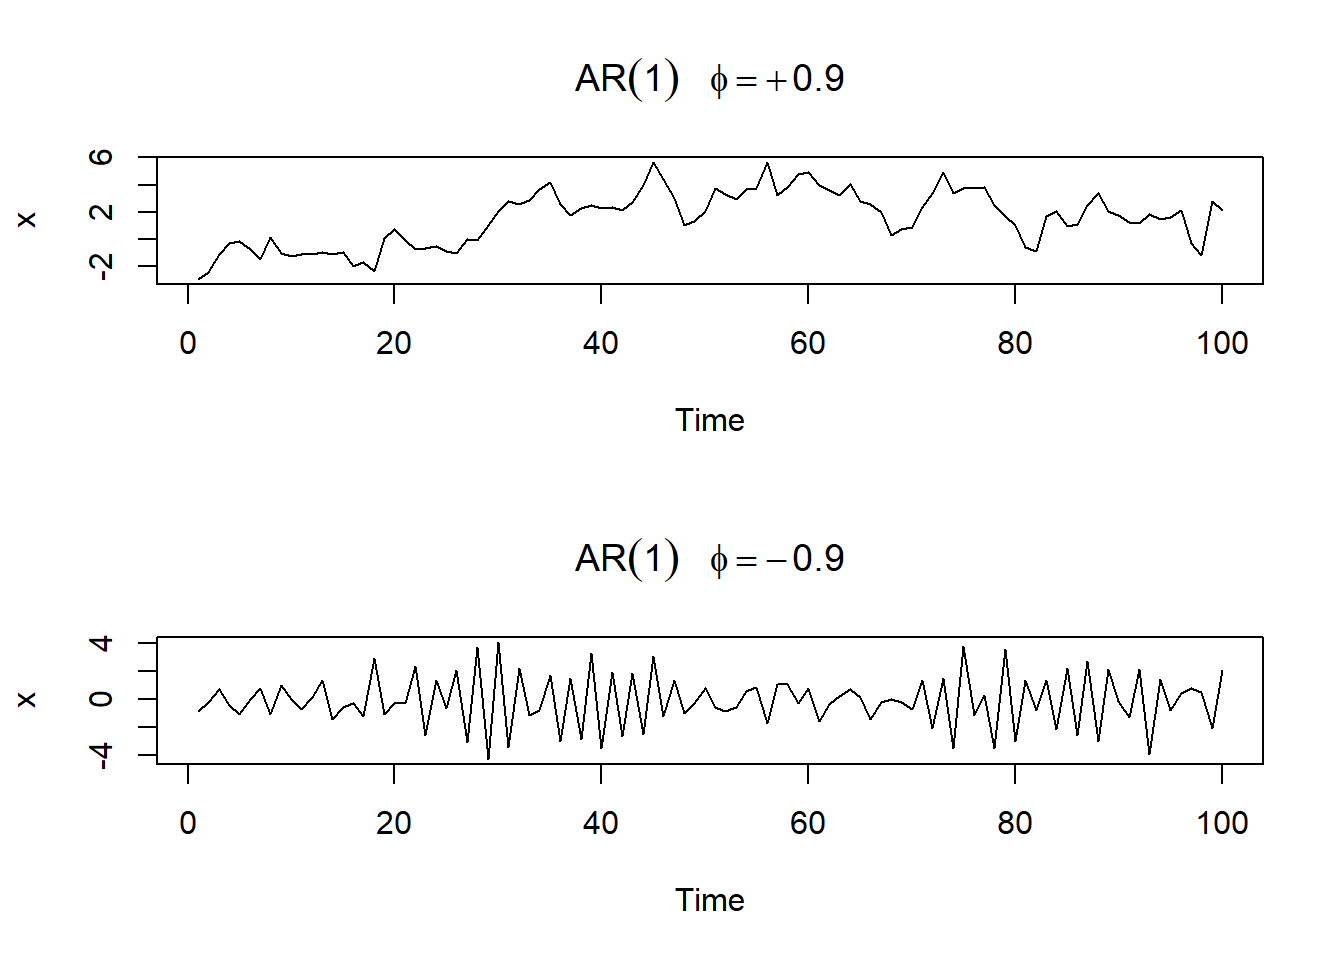 AR(1) ϕ = +0.9
6
2
-2
x
0 20 40 60 80 100
Time
AR(1) ϕ = −0.9
4
0
-4
x
0 20 40 60 80 100
Time